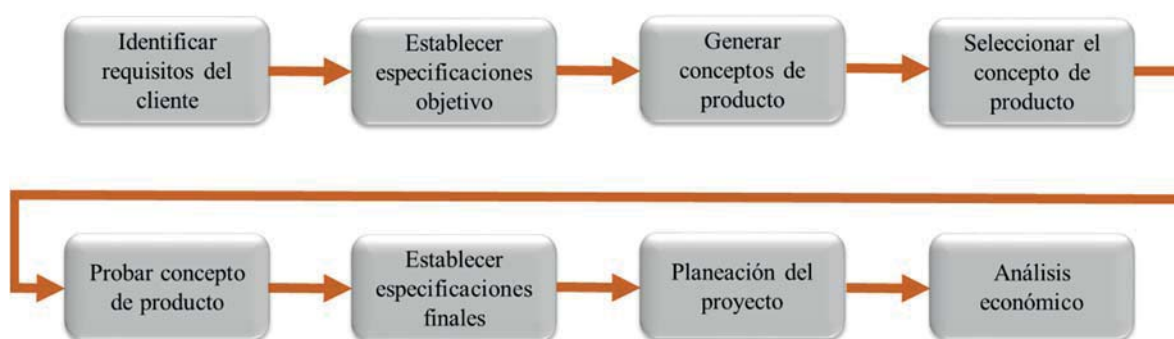 Identificar
requisitos del
cliente
Establecer
especificaciones
objetivo
Generar
conceptos de
producto
Seleccionar el
concepto de
producto
Probar concepto
de producto
Establecer
especificaciones
finales
Planeación del
proyecto
Análisis
económico